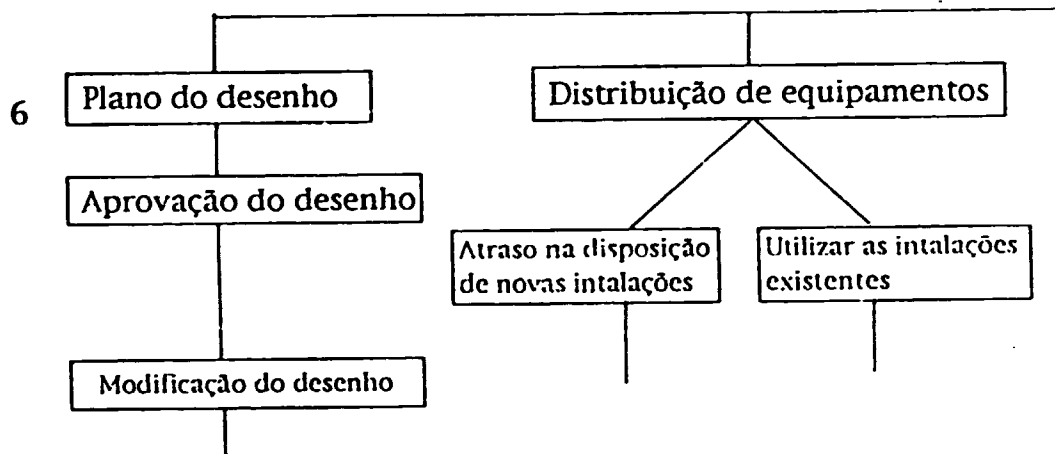 6
Plano do desenho
Distribuição de equipamentos
Aprovação do desenho
Atraso na disposição
de novas intalações
Utilizar as intalações
existentes
Modificação do desenho